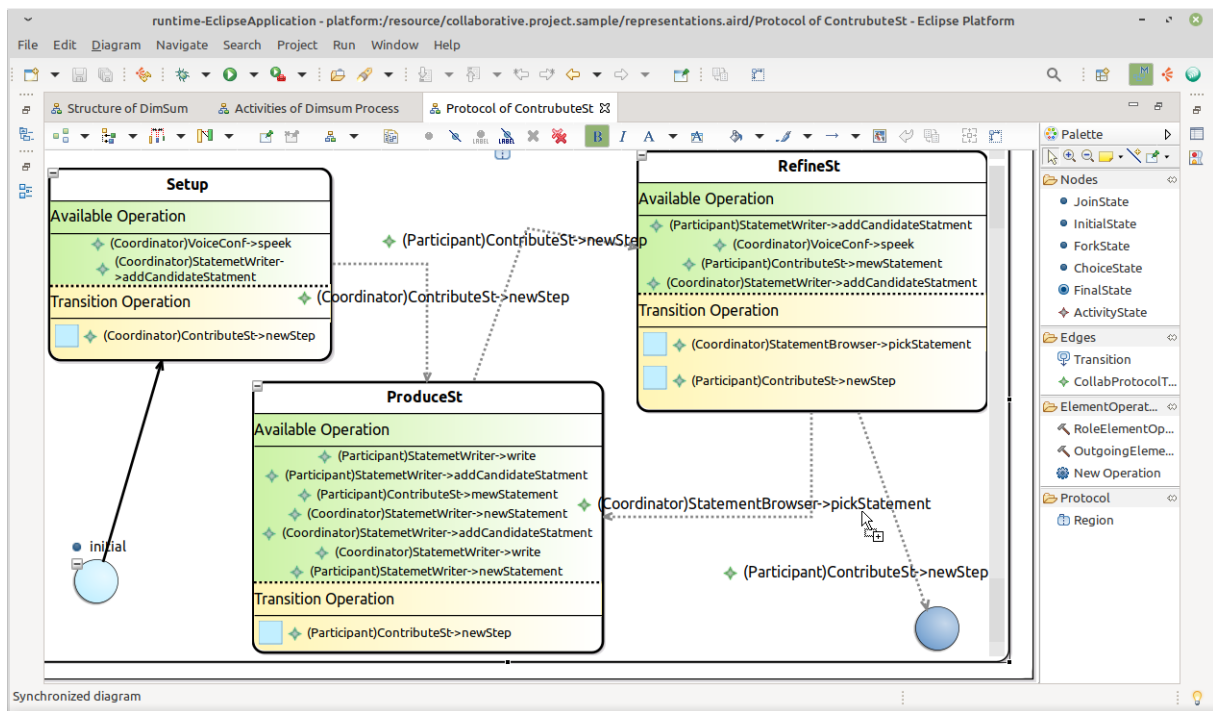 runtime-EclipseApplication - platform:/resource/collaborative.project.sample/representations.aird/Protocol of ContrubuteSt - Eclipse Platform
File Edit Diagram Navigate Search Project Run Window Help
Structure of DimSum Activities of Dimsum Process Protocol of ContrubuteSt
LABEL LABEL B I A
Palette
Nodes
JoinState
InitialState
ForkState
ChoiceState
FinalState
ActivityState
Edges
Transition
CollabProtocolT...
ElementOperat...
RoleElementOp...
OutgoingEleme...
New Operation
Protocol
Region
Setup
Available Operation
(Coordinator)VoiceConf->speek
(Coordinator)StatemetWriter-
>addCandidateStatment
Transition Operation
(Coordinator)ContributeSt->newStep
(Participant)ContributeSt->newStep
(Coordinator)ContributeSt->newStep
RefineSt
Available Operation
(Participant)StatemetWriter->addCandidateStatment
(Coordinator)VoiceConf->speek
(Participant)ContributeSt->mewStatement
(Coordinator)StatemetWriter->addCandidateStatment
Transition Operation
(Coordinator)StatementBrowser->pickStatement
(Participant)ContributeSt->newStep
ProduceSt
Available Operation
(Participant)StatemetWriter->write
(Participant)StatemetWriter->addCandidateStatment
(Participant)ContributeSt->mewStatement
(Coordinator)StatemetWriter->newStatement
(Coordinator)StatemetWriter->addCandidateStatment
(Coordinator)StatemetWriter->write
(Participant)StatemetWriter->newStatement
Transition Operation
(Participant)ContributeSt->newStep
(Coordinator)StatementBrowser->pickStatement
initial
(Participant)ContributeSt->newStep
Synchronized diagram